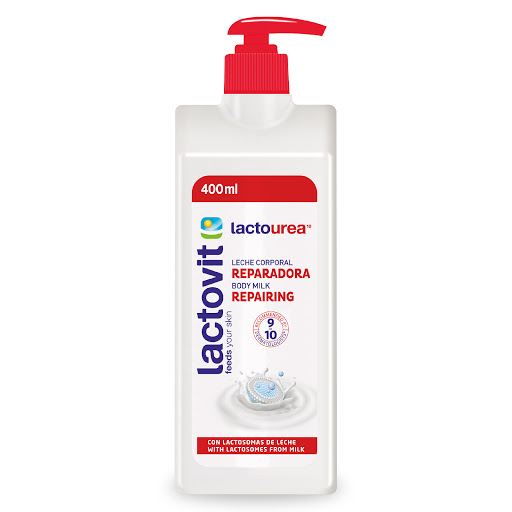 400ml
lactourea
LECHE CORPORAL
REPARADORA
BODY MILK
REPAIRING
9
10
lactovit
feeds your skin
CON LACTOSOMAS DE LECHE
WITH LACTOSOMES FROM MILK